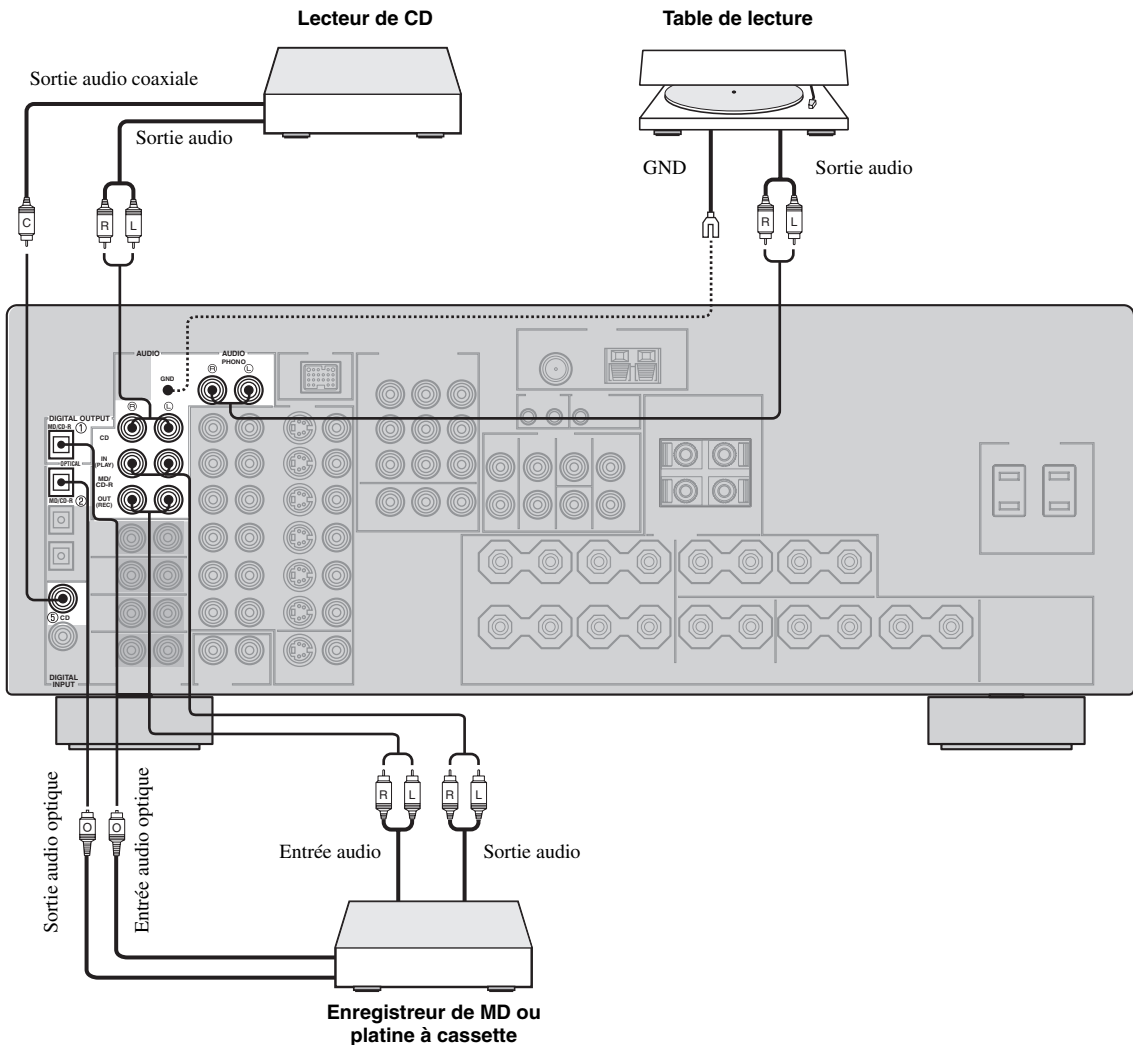 Lecteur de CD
Table de lecture
Sortie audio coaxiale
Sortie audio
GND
Sortie audio
C
R
L
R
L
AUDIO
AUDIO
PHONO
GND
R
L
R
L
DIGITAL OUTPUT
MD/CD-R ①
CD
OPTICAL
IN
(PLAY)
MD/
CD-R
MD/CD-R ②
OUT
(REC)
⑤ CD
DIGITAL
INPUT
Sortie audio optique
Entrée audio optique
O
O
R
L
R
L
Entrée audio
Sortie audio
Enregistreur de MD ou
platine à cassette